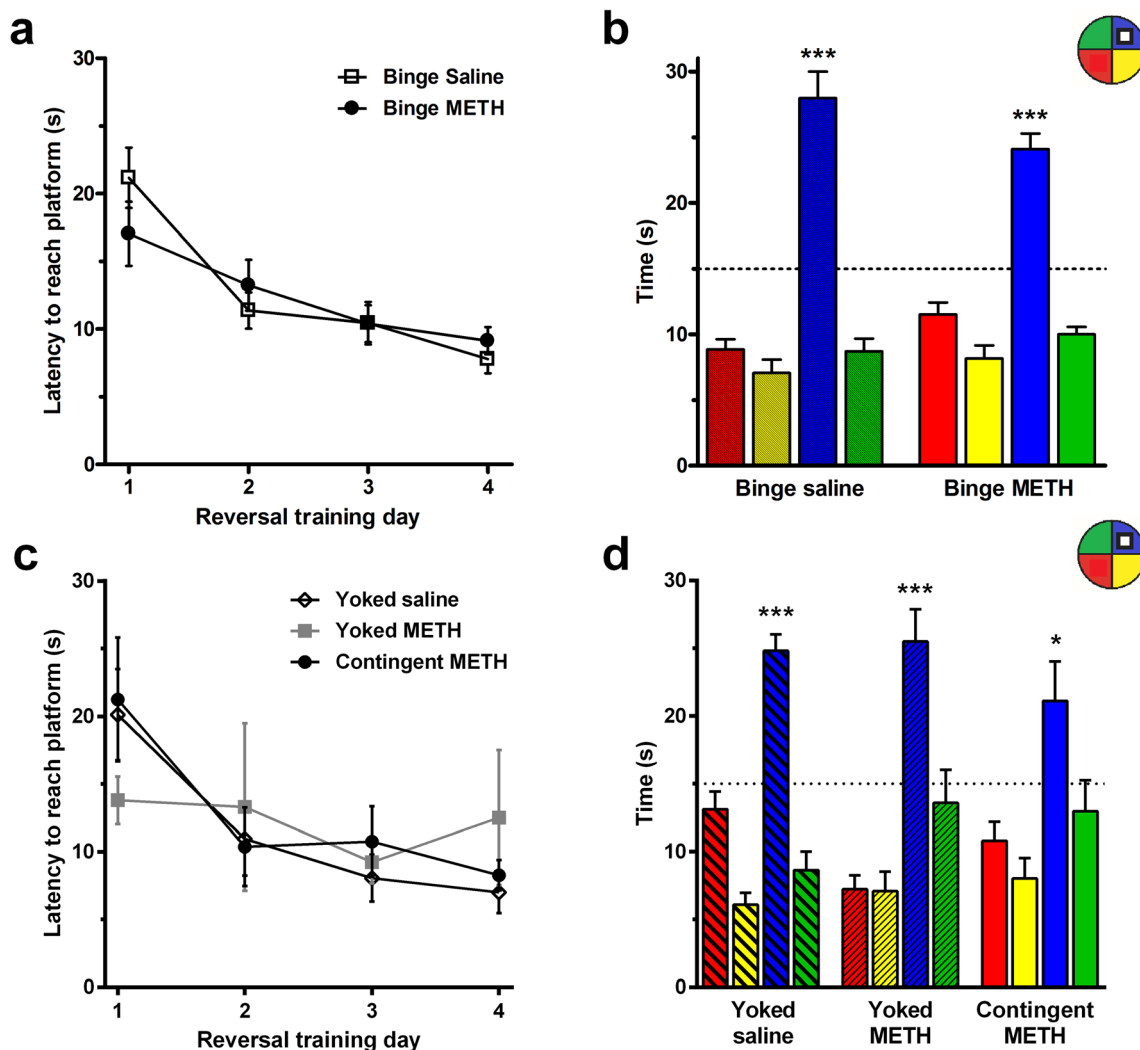 a
30
20
10
0
Latency to reach platform (s)
Binge Saline
Binge METH
1 2 3 4
Reversal training day
b
30
20
10
0
Time (s)
***
***
Binge saline Binge METH
c
30
20
10
0
Latency to reach platform (s)
Yoked saline
Yoked METH
Contingent METH
1 2 3 4
Reversal training day
d
30
20
10
0
Time (s)
***
***
*
Yoked
saline
Yoked
METH
Contingent
METH